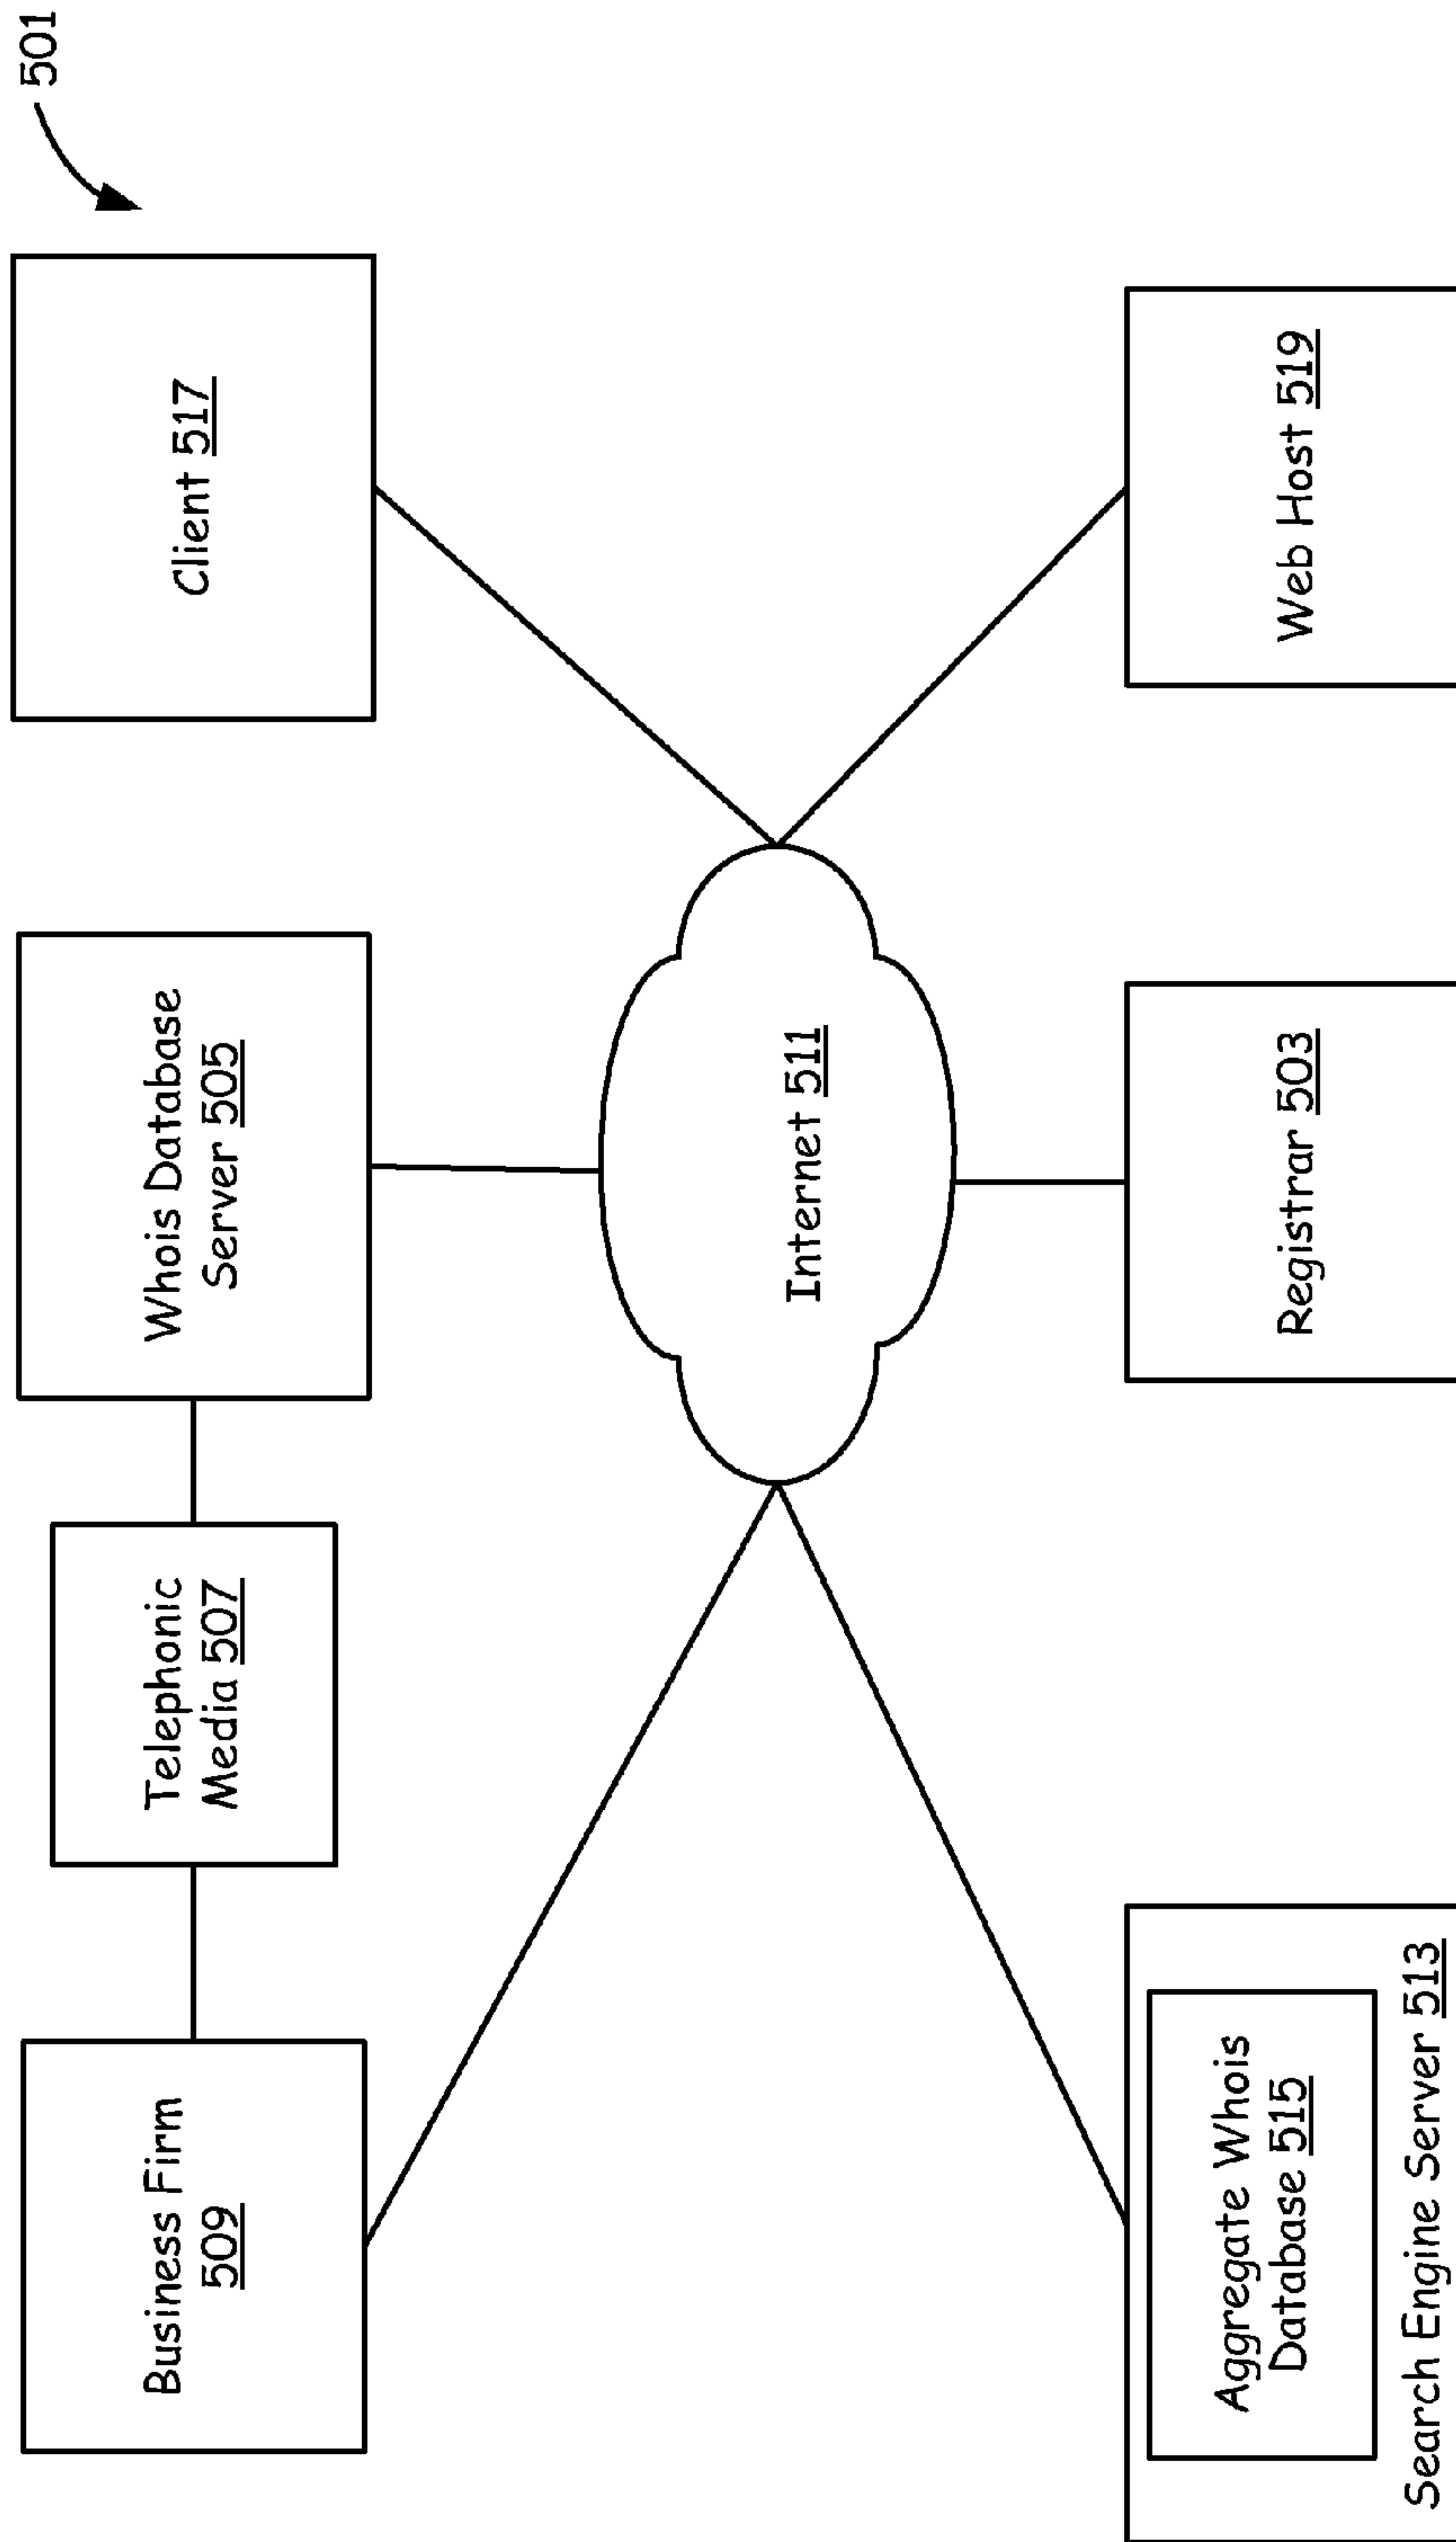 501
Business Firm
509
Telephonic
Media 507
Whois Database
Server 505
Client 517
Internet 511
Aggregate Whois
Database 515
Search Engine Server 513
Registrar 503
Web Host 519